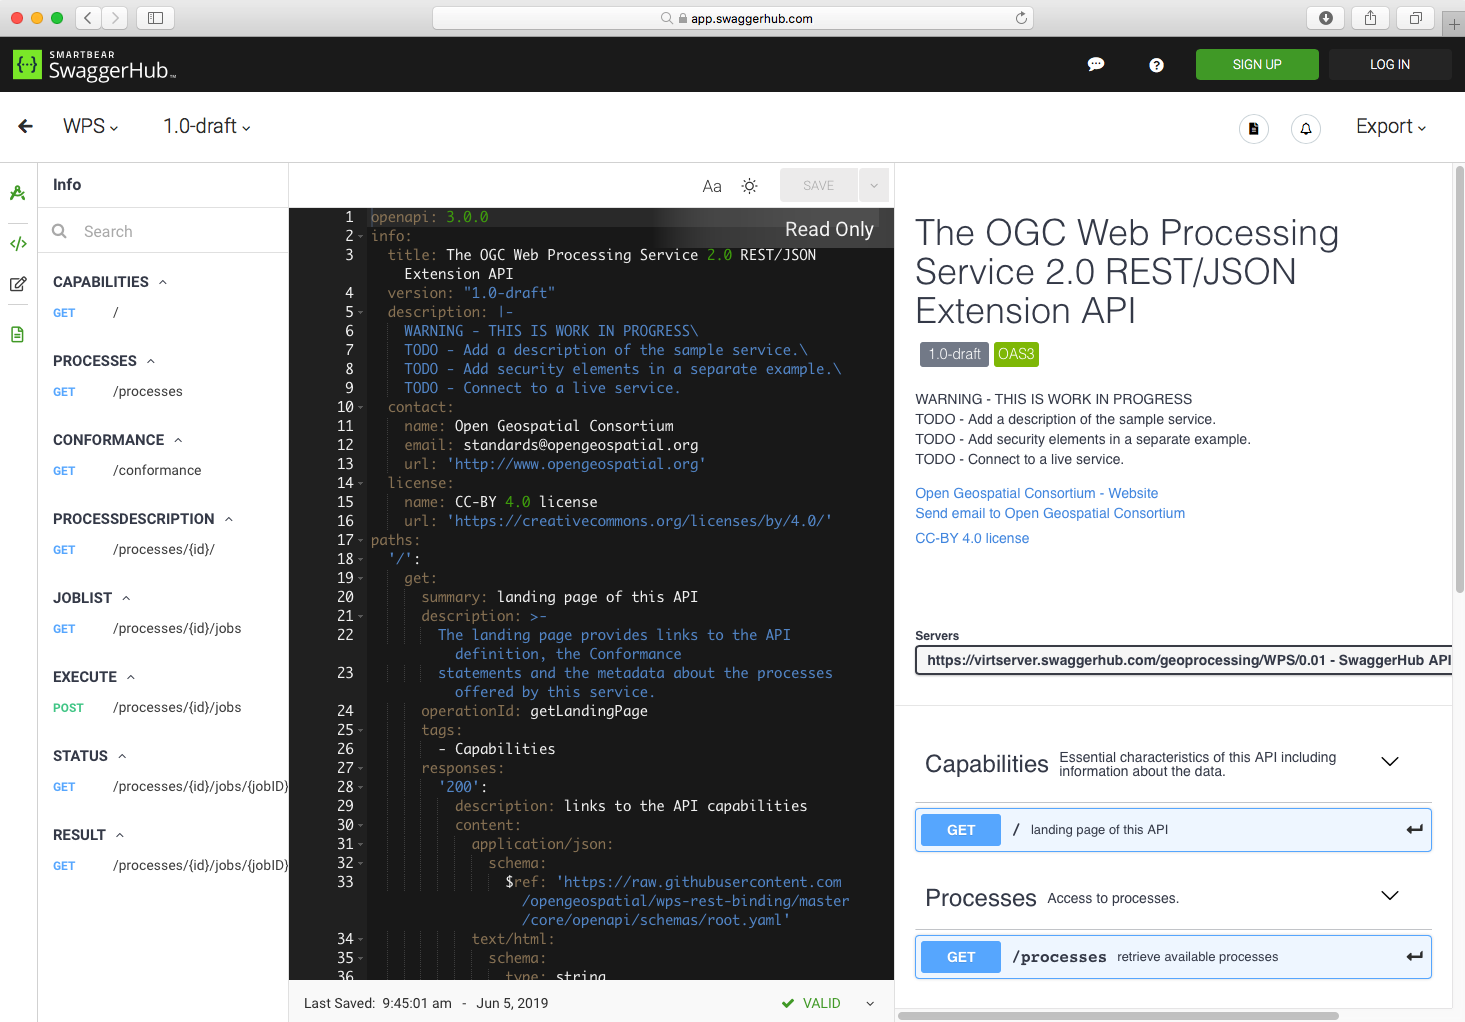 app.swaggerhub.com
SMARTBEAR
SwaggerHub™
SIGN UP
LOG IN
WPS
1.0-draft
Export
Info
Search
CAPABILITIES
GET /
PROCESSES
GET /processes
CONFORMANCE
GET /conformance
PROCESSDESCRIPTION
GET /processes/{id}/
JOBLIST
GET /processes/{id}/jobs
EXECUTE
POST /processes/{id}/jobs
STATUS
GET /processes/{id}/jobs/{jobID}
RESULT
GET /processes/{id}/jobs/{jobID}
Aa
SAVE
Read Only
1 openapi: 3.0.0
2 info:
3 title: The OGC Web Processing Service 2.0 REST/JSON
Extension API
4 version: "1.0-draft"
5 description: |-
6 WARNING - THIS IS WORK IN PROGRESS\
7 TODO - Add a description of the sample service.\
8 TODO - Add security elements in a separate example.\
9 TODO - Connect to a live service.
10 contact:
11 name: Open Geospatial Consortium
12 email: standards@opengeospatial.org
13 url: 'http://www.opengeospatial.org'
14 license:
15 name: CC-BY 4.0 license
16 url: 'https://creativecommons.org/licenses/by/4.0/'
17 paths:
18 '/':
19 get:
20 summary: landing page of this API
21 description: >-
22 The landing page provides links to the API
definition, the Conformance
23 statements and the metadata about the processes
offered by this service.
24 operationId: getLandingPage
25 tags:
26 - Capabilities
27 responses:
28 '200':
29 description: links to the API capabilities
30 content:
31 application/json:
32 schema:
33 $ref: 'https://raw.githubusercontent.com
/opengeospatial/wps-rest-binding/master
/core/openapi/schemas/root.yaml'
34 text/html:
35 schema:
36 type: string
Last Saved: 9:45:01 am - Jun 5, 2019
VALID
The OGC Web Processing
Service 2.0 REST/JSON
Extension API
1.0-draft OAS3
WARNING - THIS IS WORK IN PROGRESS
TODO - Add a description of the sample service.
TODO - Add security elements in a separate example.
TODO - Connect to a live service.
Open Geospatial Consortium - Website
Send email to Open Geospatial Consortium
CC-BY 4.0 license
Servers
https://virtserver.swaggerhub.com/geoprocessing/WPS/0.01 - SwaggerHub API
Capabilities Essential characteristics of this API including
information about the data.
GET / landing page of this API
Processes Access to processes.
GET /processes retrieve available processes